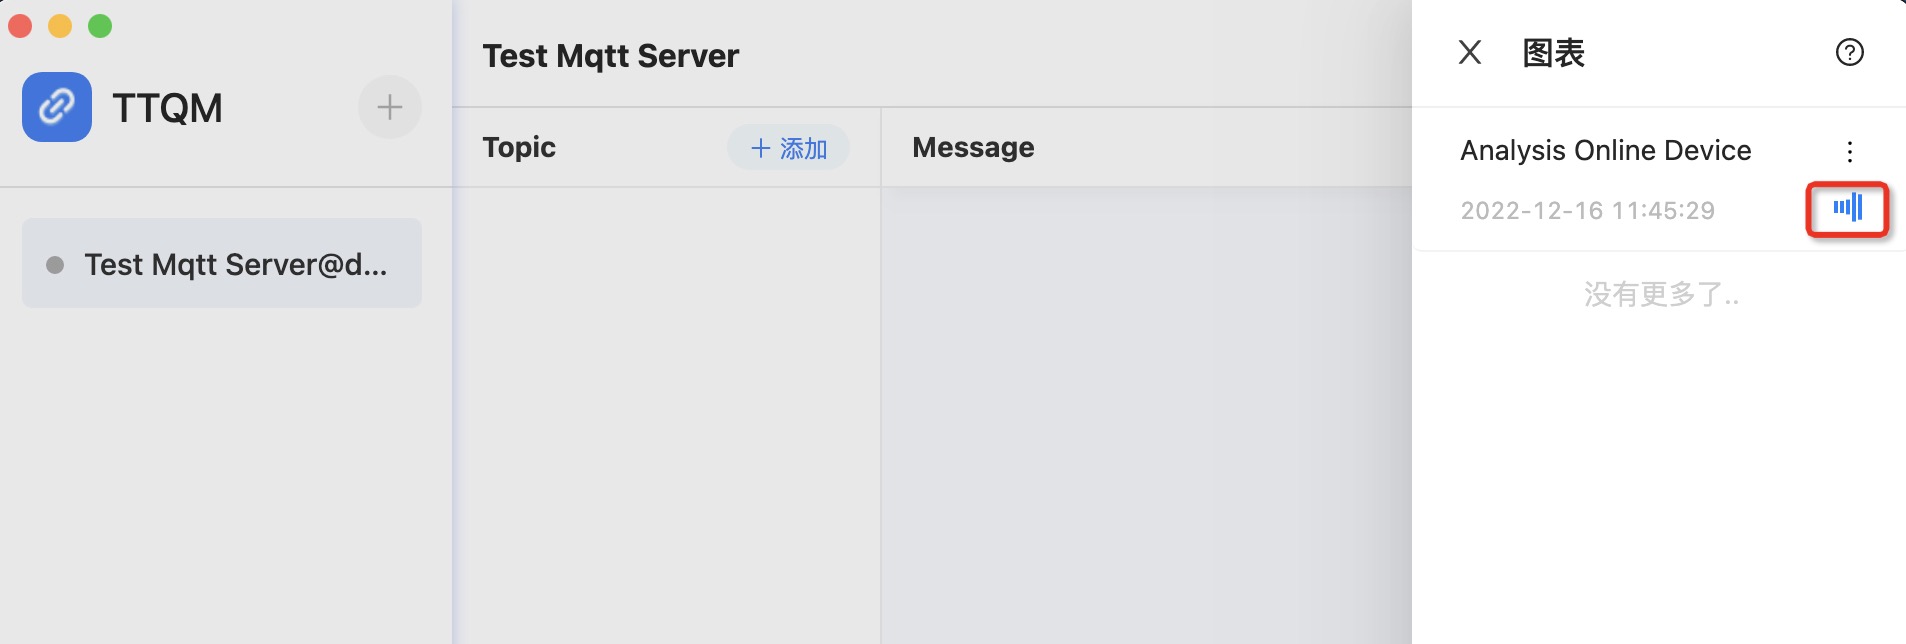 TTQM
Test Mqtt Server@d...
Test Mqtt Server
Topic
添加
Message
图表
Analysis Online Device
2022-12-16 11:45:29
没有更多了..